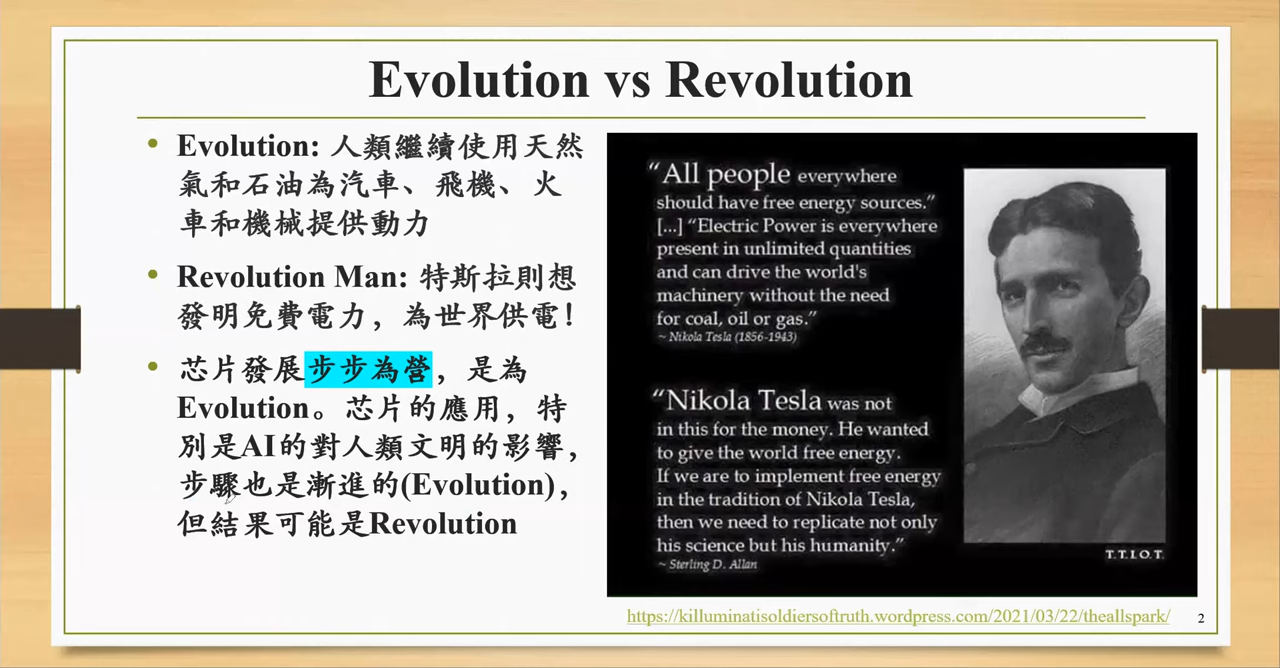 Evolution vs Revolution
• Evolution: 人類繼續使用天然
氣和石油為汽車、飛機、火
車和機械提供動力
• Revolution Man: 特斯拉則想
發明免費電力，為世界供電！
• 芯片發展步步為營，是為
Evolution。芯片的應用，特
別是AI的對人類文明的影響，
步驟也是漸進的(Evolution)，
但結果可能是Revolution
“All people everywhere
should have free energy sources.”
[...] “Electric Power is everywhere
present in unlimited quantities
and can drive the world's
machinery without the need
for coal, oil or gas.”
~ Nikola Tesla (1856-1943)
“Nikola Tesla was not
in this for the money. He wanted
to give the world free energy.
If we are to implement free energy
in the tradition of Nikola Tesla,
then we need to replicate not only
his science but his humanity.”
~ Sterling D. Allan
T.T.I.O.T.
https://killuminatisoldiersoftruth.wordpress.com/2021/03/22/theallspark/
2